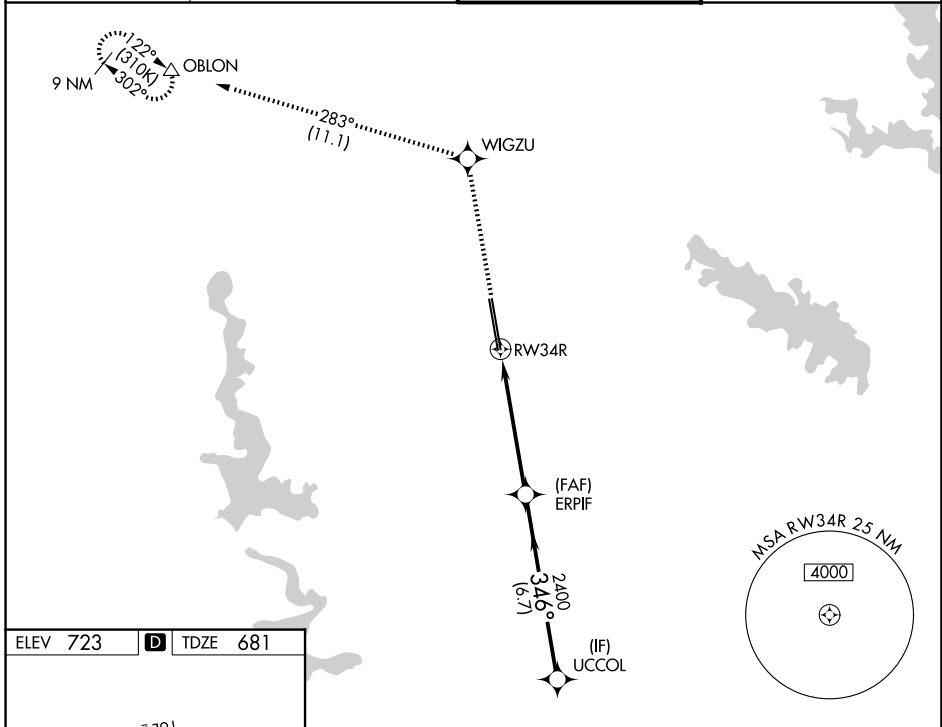 122°
(310K)
302°
9 NM
OBLON
283°
(11.1)
WIGZU
RW34R
(FAF)
ERPIF
2400
346°
(6.7)
(IF)
UCCOL
MSA RW34R 25 NM
4000
ELEV 723 D TDZE 681